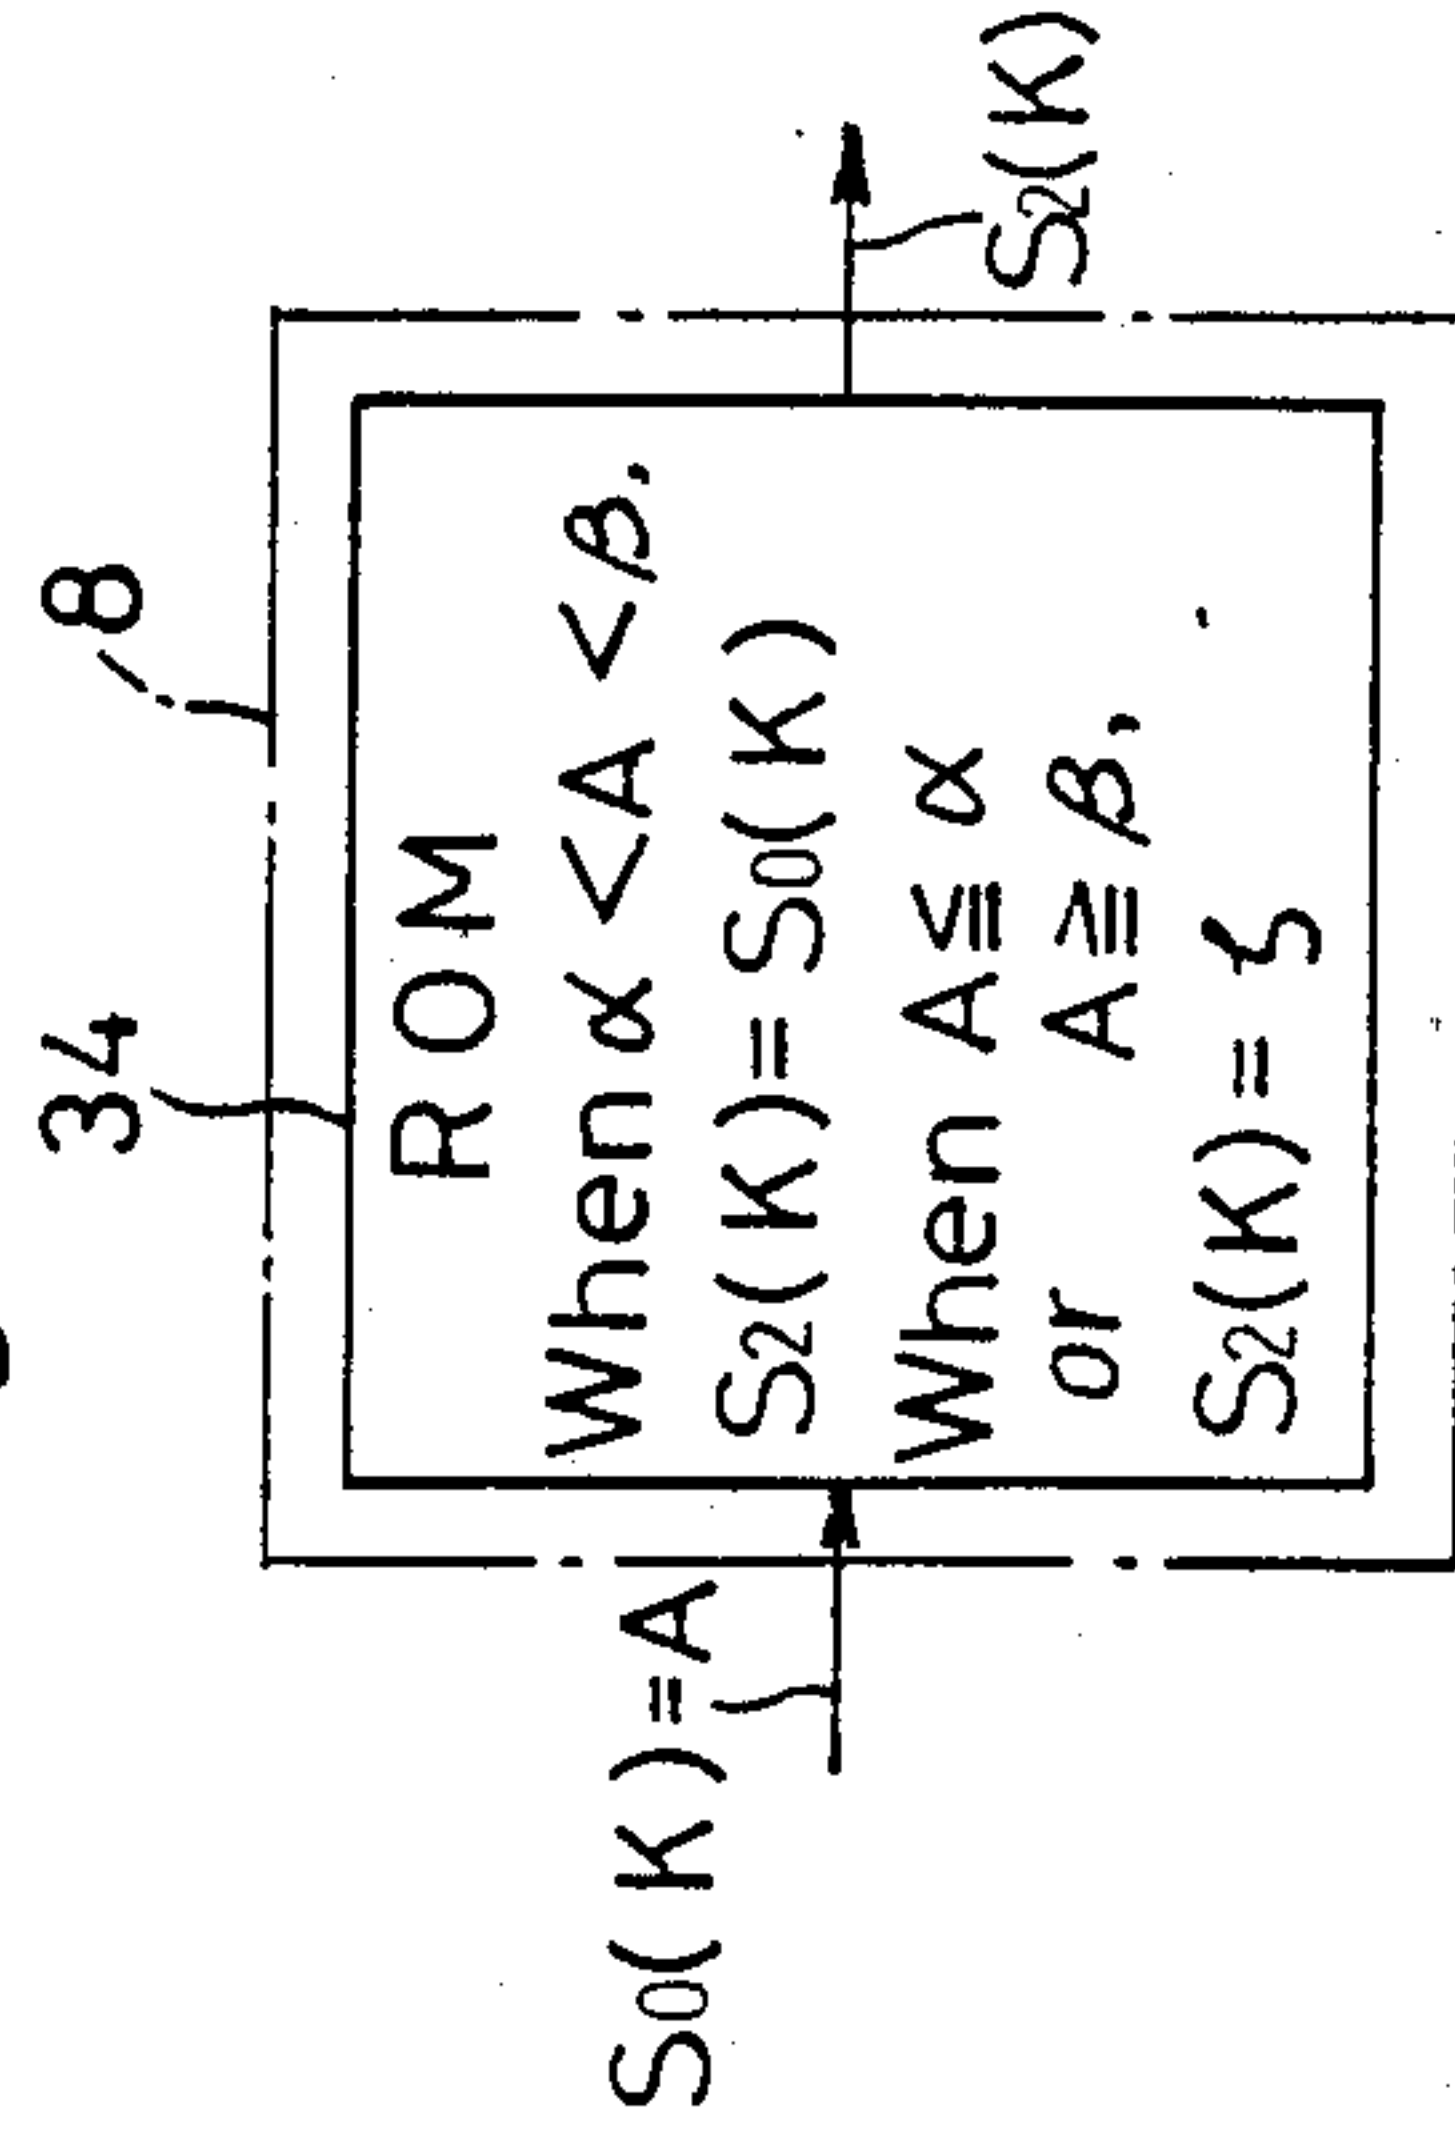 34
8
ROM
When α < A < β,
S₂(K) = S₀(K)
When A ≦ α
or A ≧ β,
S₂(K) = ζ
S₀(K) = A
S₂(K)